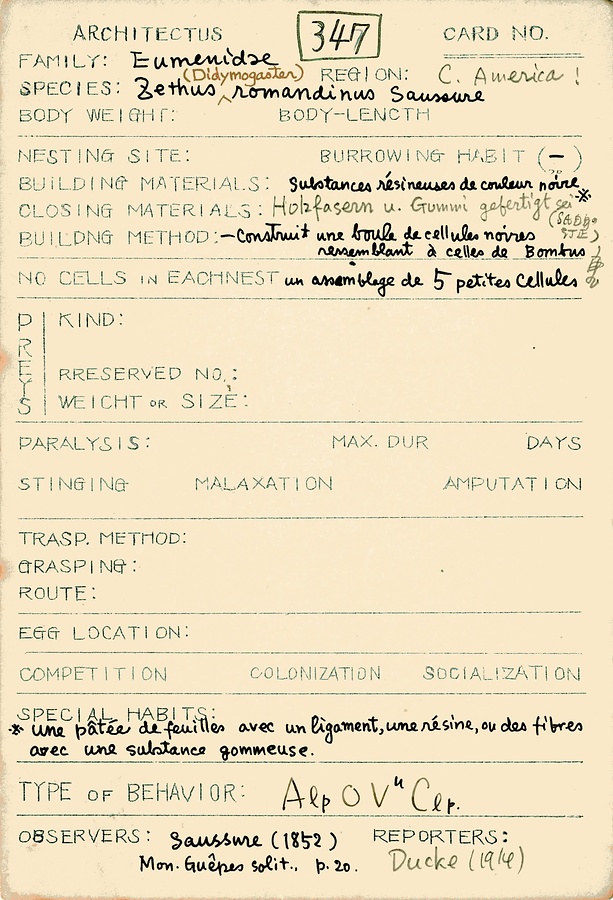 ARCHITECTUS 347 CARD NO.
FAMILY: Eumenidae
(Didymogaster) REGION: C. America !
SPECIES: Zethus romandinus Saussure
BODY WEIGHT: BODY-LENGTH
NESTING SITE: BURROWING HABIT (−)
BUILDING MATERIALS: Substances résineuses de couleur noire *
CLOSING MATERIALS: Holzfasern u. Gummi gefertigt sei
BUILDNG METHOD: —Construit une boule de cellules noires
ressemblant à celles de Bombus
NO CELLS IN EACHNEST un assemblage de 5 petites cellules
PREYS
KIND:
RRESERVED NO.:
WEIGHT OR SIZE:
PARALYSIS: MAX. DUR DAYS
STINGING MALAXATION AMPUTATION
TRASP. METHOD:
GRASPING:
ROUTE:
EGG LOCATION:
COMPETITION COLONIZATION SOCIALIZATION
SPECIAL HABITS:
* une pâtée de feuilles avec un ligament, une résine, ou des fibres
avec une substance gommeuse.
TYPE OF BEHAVIOR: Alp O V" Clp.
OBSERVERS: Saussure (1852) REPORTERS:
Mon. Guêpes solit., p. 20. Ducke (1914)